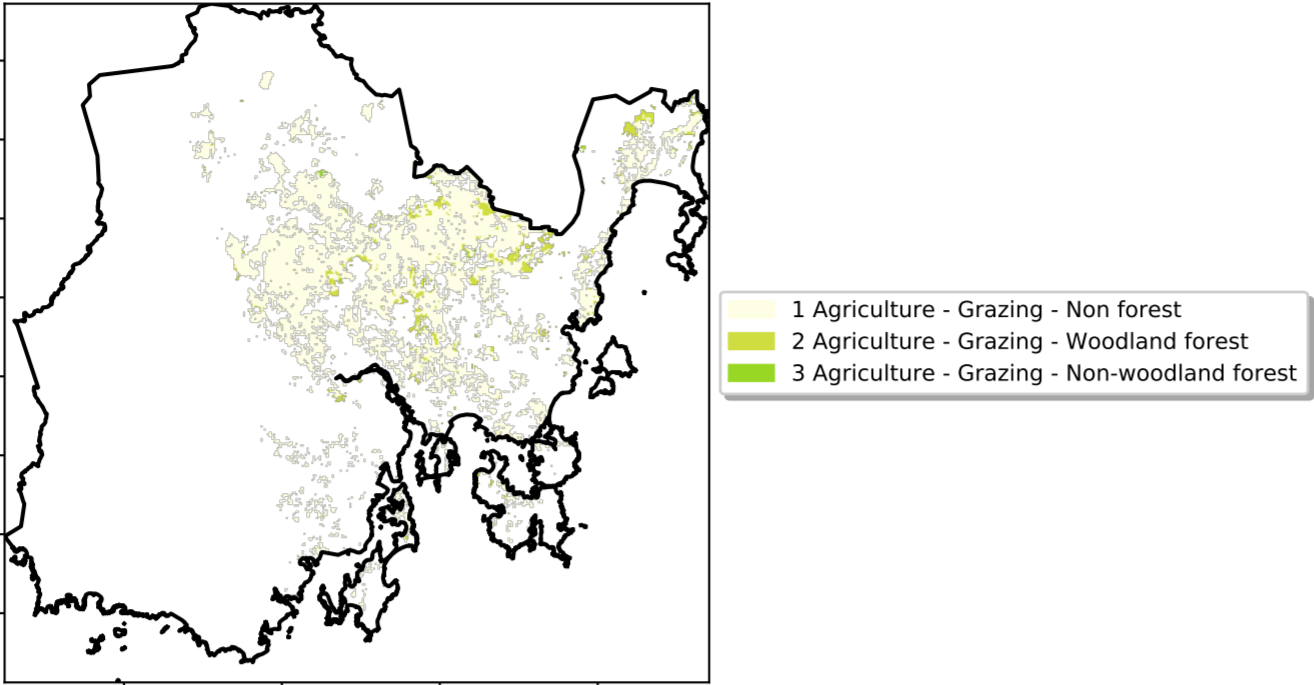 1 Agriculture - Grazing - Non forest
2 Agriculture - Grazing - Woodland forest
3 Agriculture - Grazing - Non-woodland forest